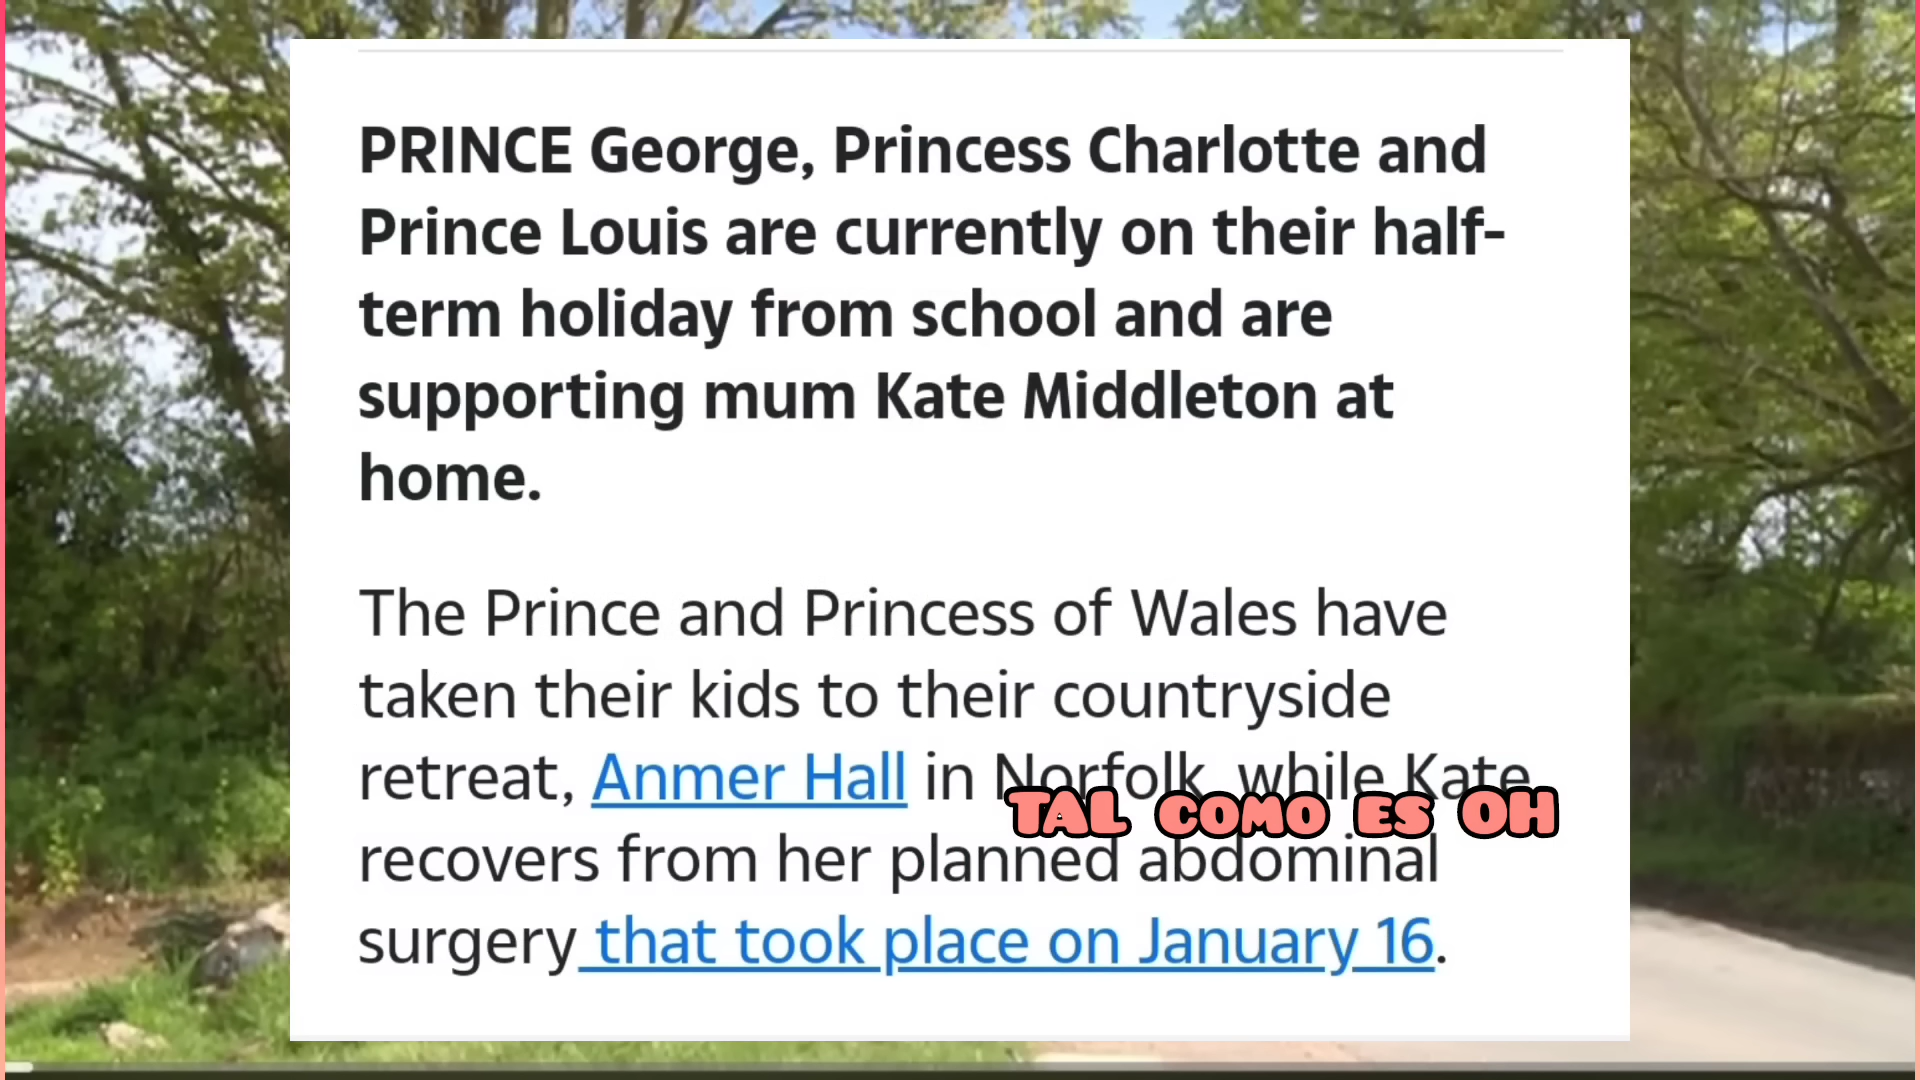 PRINCE George, Princess Charlotte and
Prince Louis are currently on their half-
term holiday from school and are
supporting mum Kate Middleton at
home.
The Prince and Princess of Wales have
taken their kids to their countryside
retreat, Anmer Hall in Norfolk, while Kate
TAL COMO ES OH
recovers from her planned abdominal
surgery that took place on January 16.